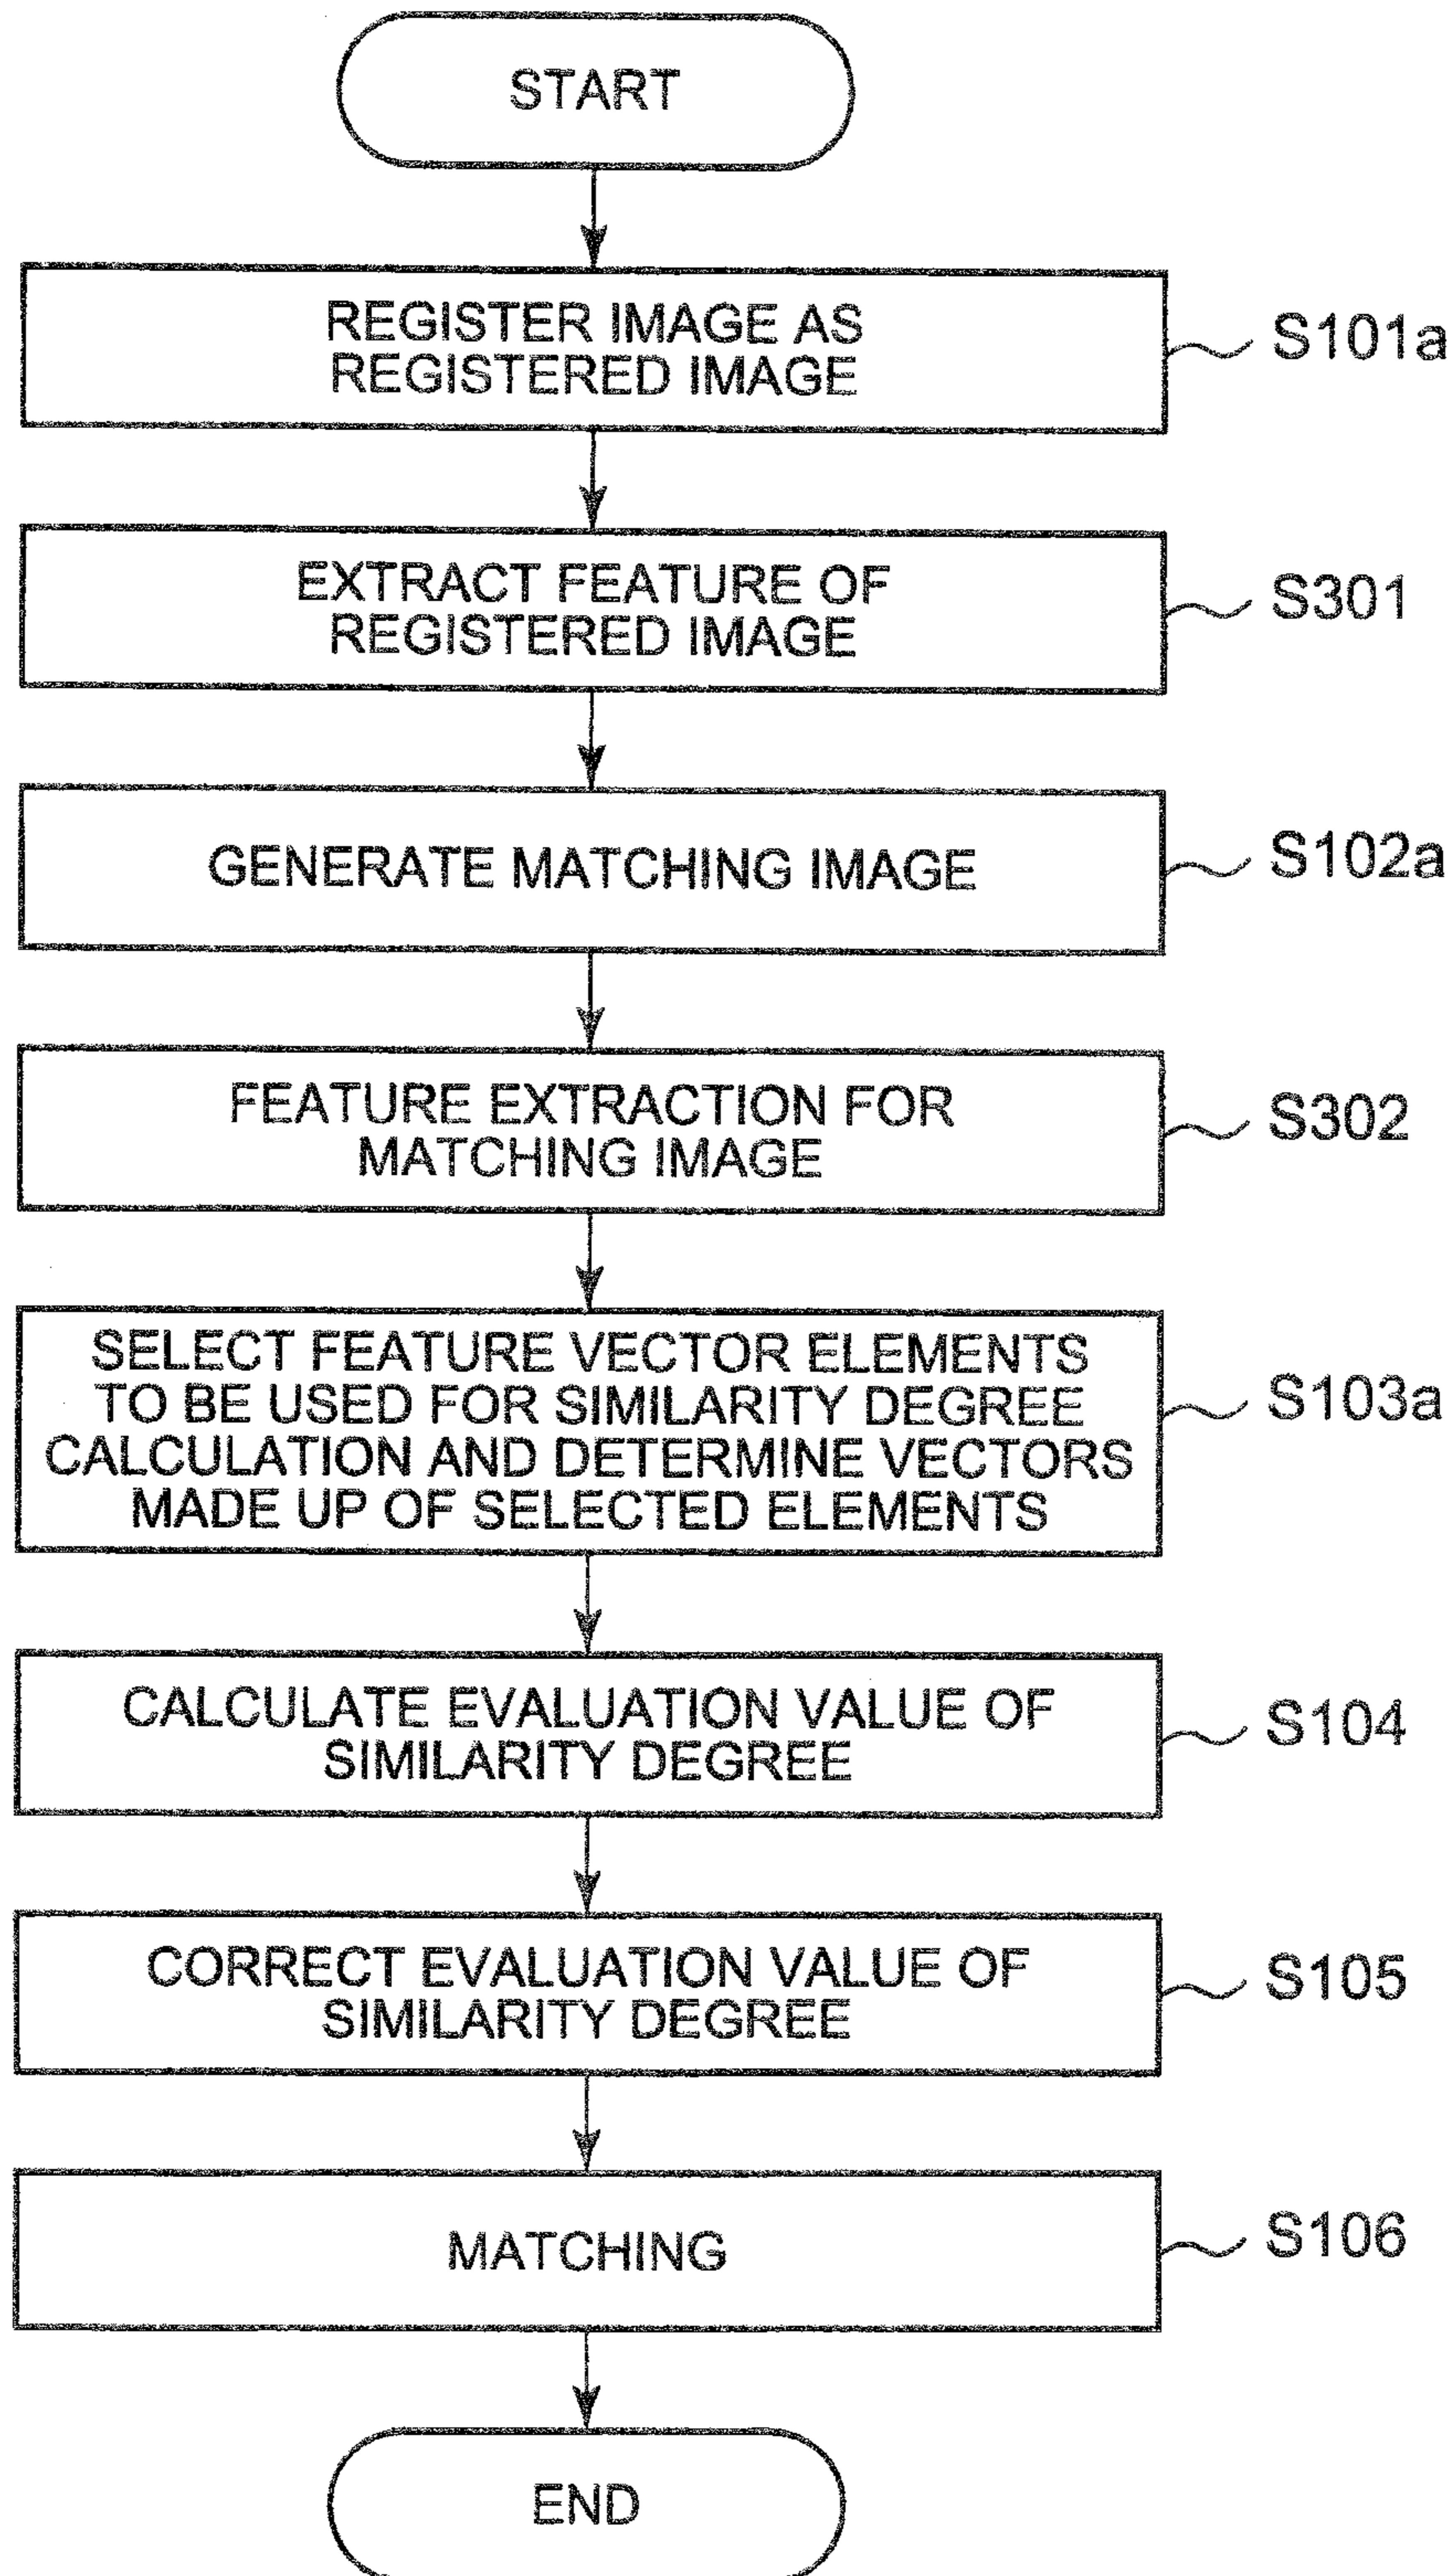 START
REGISTER IMAGE AS
REGISTERED IMAGE
S101a
EXTRACT FEATURE OF
REGISTERED IMAGE
S301
GENERATE MATCHING IMAGE
S102a
FEATURE EXTRACTION FOR
MATCHING IMAGE
S302
SELECT FEATURE VECTOR ELEMENTS
TO BE USED FOR SIMILARITY DEGREE
CALCULATION AND DETERMINE VECTORS
MADE UP OF SELECTED ELEMENTS
S103a
CALCULATE EVALUATION VALUE OF
SIMILARITY DEGREE
S104
CORRECT EVALUATION VALUE OF
SIMILARITY DEGREE
S105
MATCHING
S106
END